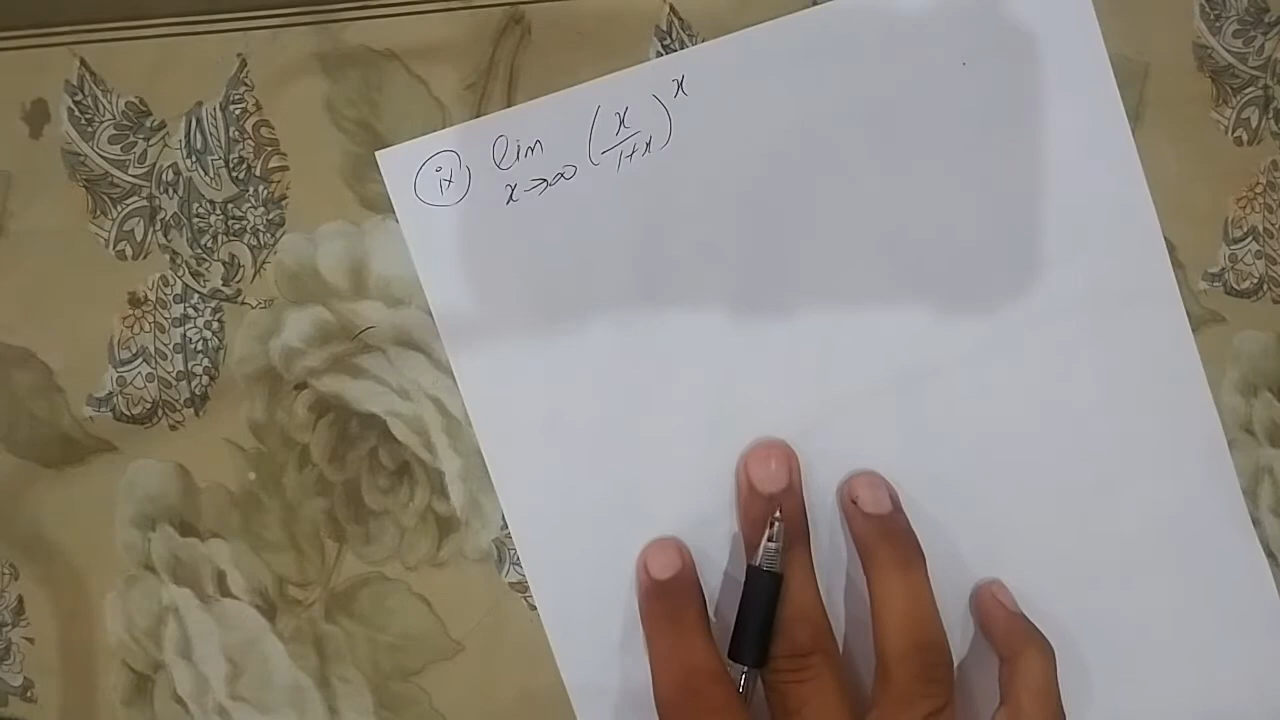 (ix) lim x→∞ (x/1+x)^x